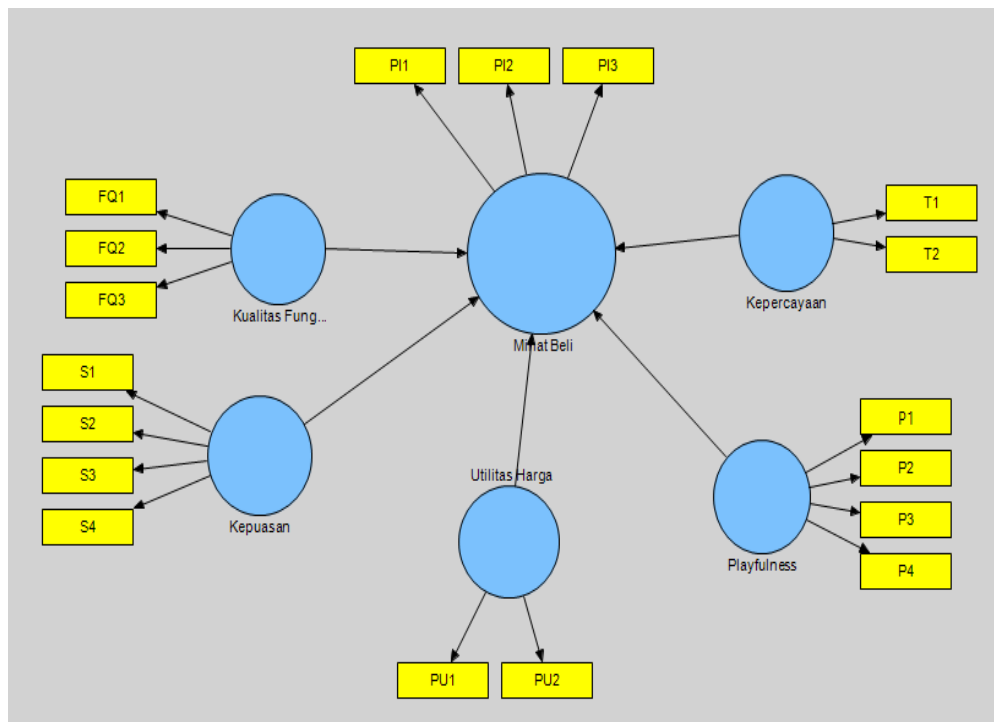 PI1
PI2
PI3
FQ1
FQ2
FQ3
Kualitas Fung...
Minat Beli
T1
T2
Kepercayaan
S1
S2
S3
S4
Kepuasan
Utilitas Harga
P1
P2
P3
P4
Playfulness
PU1
PU2